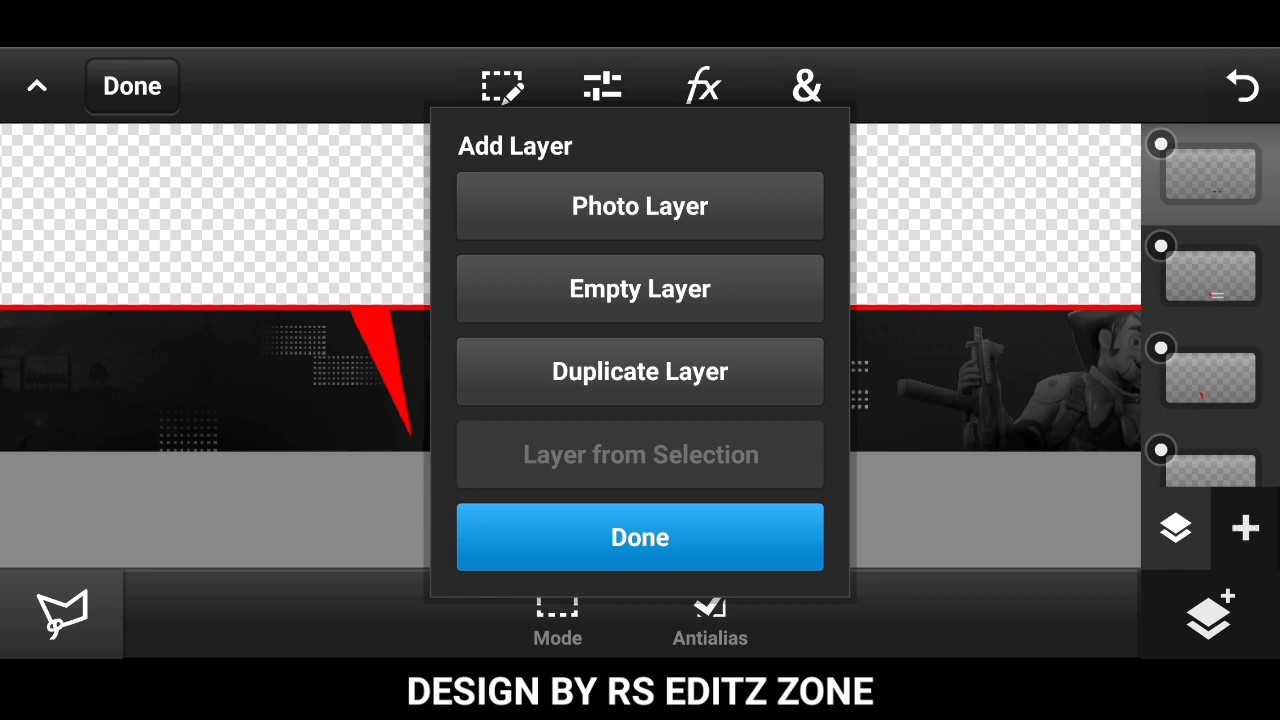 Done
fx
&
Add Layer
Photo Layer
Empty Layer
Duplicate Layer
Layer from Selection
Done
Mode
Antialias
DESIGN BY RS EDITZ ZONE